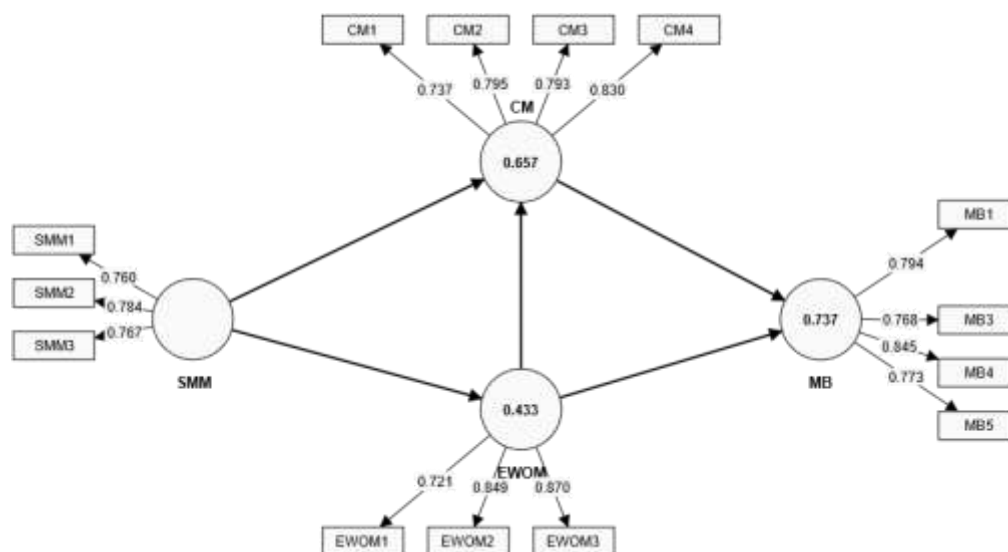 CM1 CM2 CM3 CM4
0.737 0.795 0.793 0.830
CM
0.657
SMM1
0.760
SMM2
0.784
SMM3
0.767
SMM
MB1
0.794
0.737
0.768 MB3
0.845
MB4
0.773
MB5
MB
0.433
EWOM
0.721 0.849 0.870
EWOM1 EWOM2 EWOM3